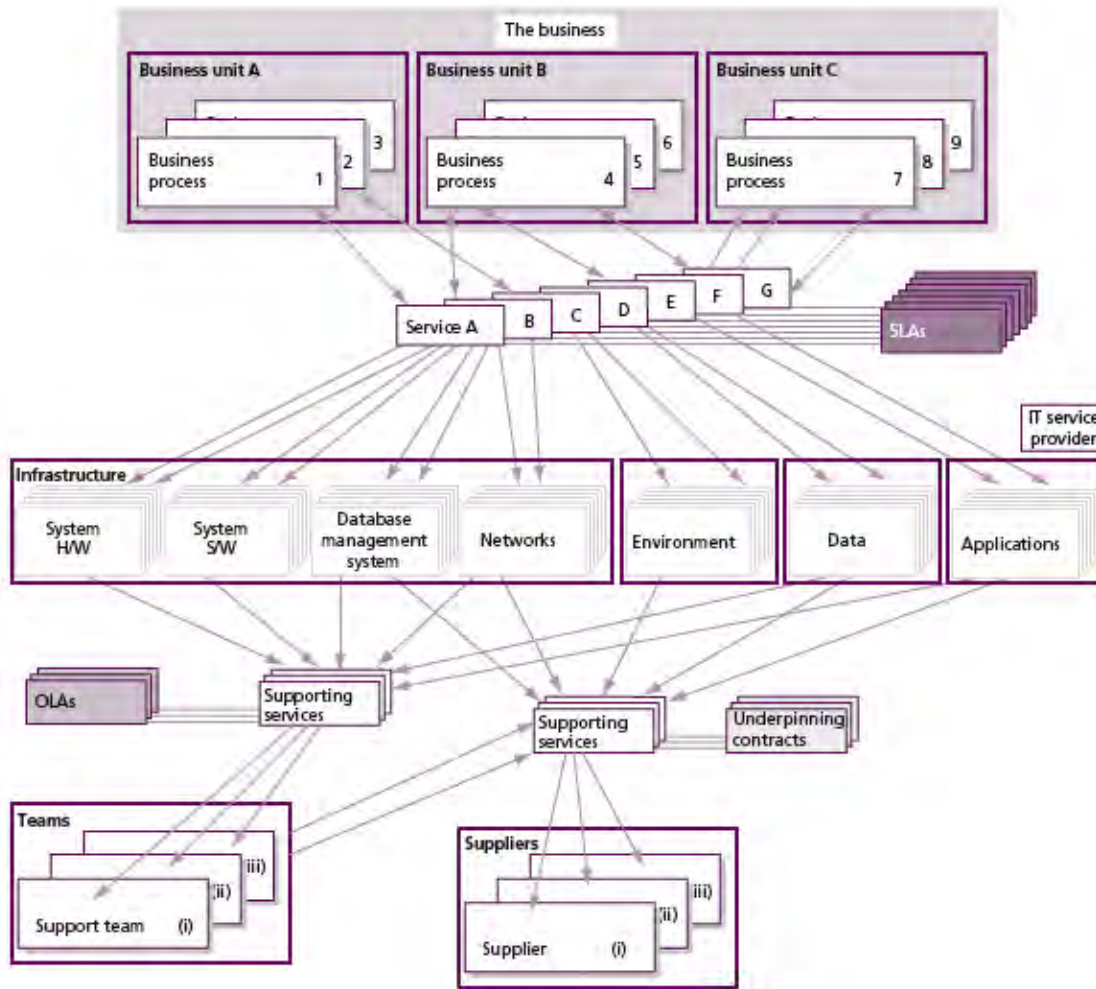 The business
Business unit A
Business unit B
Business unit C
3
2
Business
process 1
6
5
Business
process 4
9
8
Business
process 7
G
F
E
D
C
B
Service A
SLAs
IT service
provider
Infrastructure
System
H/W
System
S/W
Database
management
system
Networks
Environment
Data
Applications
OLAs
Supporting
services
Supporting
services
Underpinning
contracts
Teams
(iii)
(ii)
Support team (i)
Suppliers
(iii)
(ii)
Supplier (i)